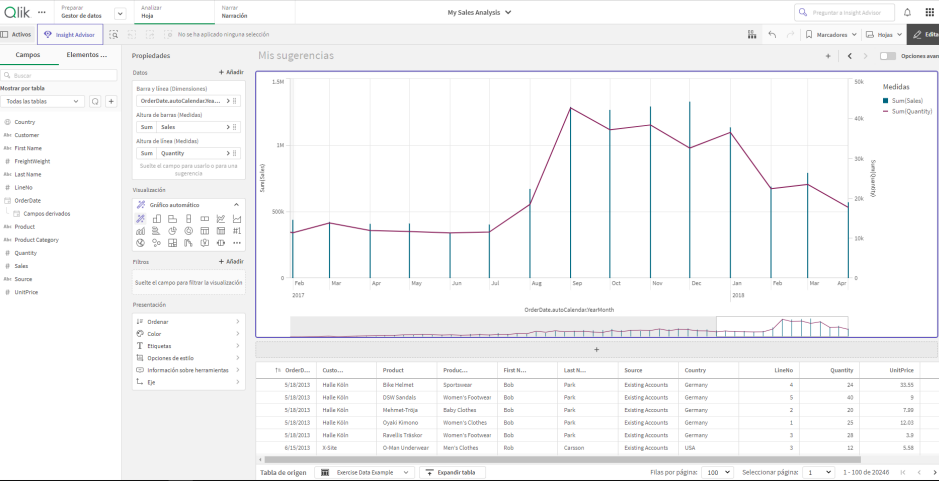 Qlik
Preparar
Gestor de datos
Analizar
Hoja
Narrar
Narración
My Sales Analysis
Preguntar a Insight Advisor
Activos
Insight Advisor
No se ha aplicado ninguna selección
Marcadores
Hojas
Edita
Campos
Elementos ...
Buscar
Mostrar por tabla
Todas las tablas
Country
Abc Customer
Abc First Name
# FreightWeight
Abc Last Name
# LineNo
OrderDate
Campos derivados
Abc Product
Abc Product Category
# Quantity
# Sales
Abc Source
# UnitPrice
Propiedades
Datos
+ Añadir
Barra y línea (Dimensiones)
OrderDate.autoCalendar.Yea...
Altura de barras (Medidas)
Sum Sales
Altura de línea (Medidas)
Sum Quantity
Suelte el campo para usarlo o para una
sugerencia
Visualización
Gráfico automático
#1
Filtros
+ Añadir
Suelte el campo para filtrar la visualización
Presentación
Ordenar
Color
Etiquetas
Opciones de estilo
Información sobre herramientas
Eje
Mis sugerencias
Opciones avan
1.5M
1M
500k
0
Sum(Sales)
50k
40k
30k
20k
10k
0
Sum(Quantity)
Feb Mar Apr May Jun Jul Aug Sep Oct Nov Dec Jan Feb Mar Apr
2017 2018
OrderDate.autoCalendar.YearMonth
Medidas
Sum(Sales)
Sum(Quantity)
+
OrderD... Custo... Product Produc... First N... Last N... Source Country LineNo Quantity UnitPrice
5/18/2013 Halle Köln Bike Helmet Sportswear Bob Park Existing Accounts Germany 4 24 33.55
5/18/2013 Halle Köln DSW Sandals Women's Footwear Bob Park Existing Accounts Germany 5 40 9
5/18/2013 Halle Köln Mehmet-Tröja Baby Clothes Bob Park Existing Accounts Germany 2 20 7.99
5/18/2013 Halle Köln Oyaki Kimono Women's Clothes Bob Park Existing Accounts Germany 1 25 12.03
5/18/2013 Halle Köln Ravellis Träskor Women's Footwear Bob Park Existing Accounts Germany 3 28 3.9
6/15/2013 X-Site O-Man Underwear Men's Clothes Rob Carsson Existing Accounts USA 3 12 5.58
Tabla de origen
Exercise Data Example
Expandir tabla
Filas por página: 100
Seleccionar página: 1
1 - 100 de 20246